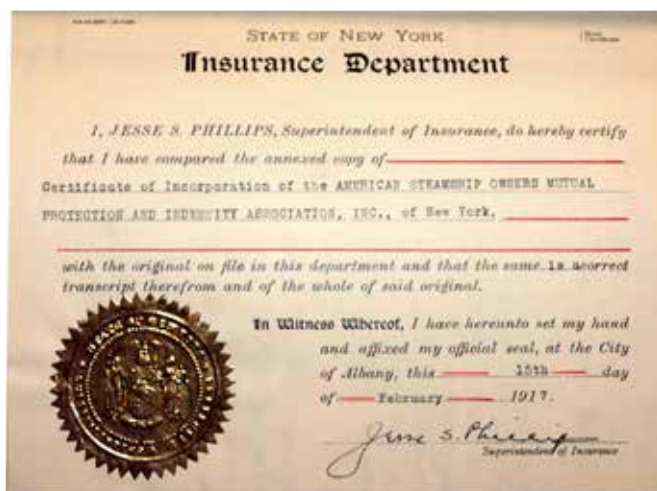 STATE OF NEW YORK
Insurance Department
I, JESSE S. PHILLIPS, Superintendent of Insurance, do hereby certify
that I have compared the annexed copy of
Certificate of Incorporation of the AMERICAN STEAMSHIP OWNERS MUTUAL
PROTECTION AND INDEMNITY ASSOCIATION, INC., of New York,
with the original on file in this department and that the same is a correct
transcript therefrom and of the whole of said original.
In Witness Whereof, I have hereunto set my hand
and affixed my official seal, at the City
of Albany, this 15th day
of February 1917.
Jesse S. Phillips
Superintendent of Insurance